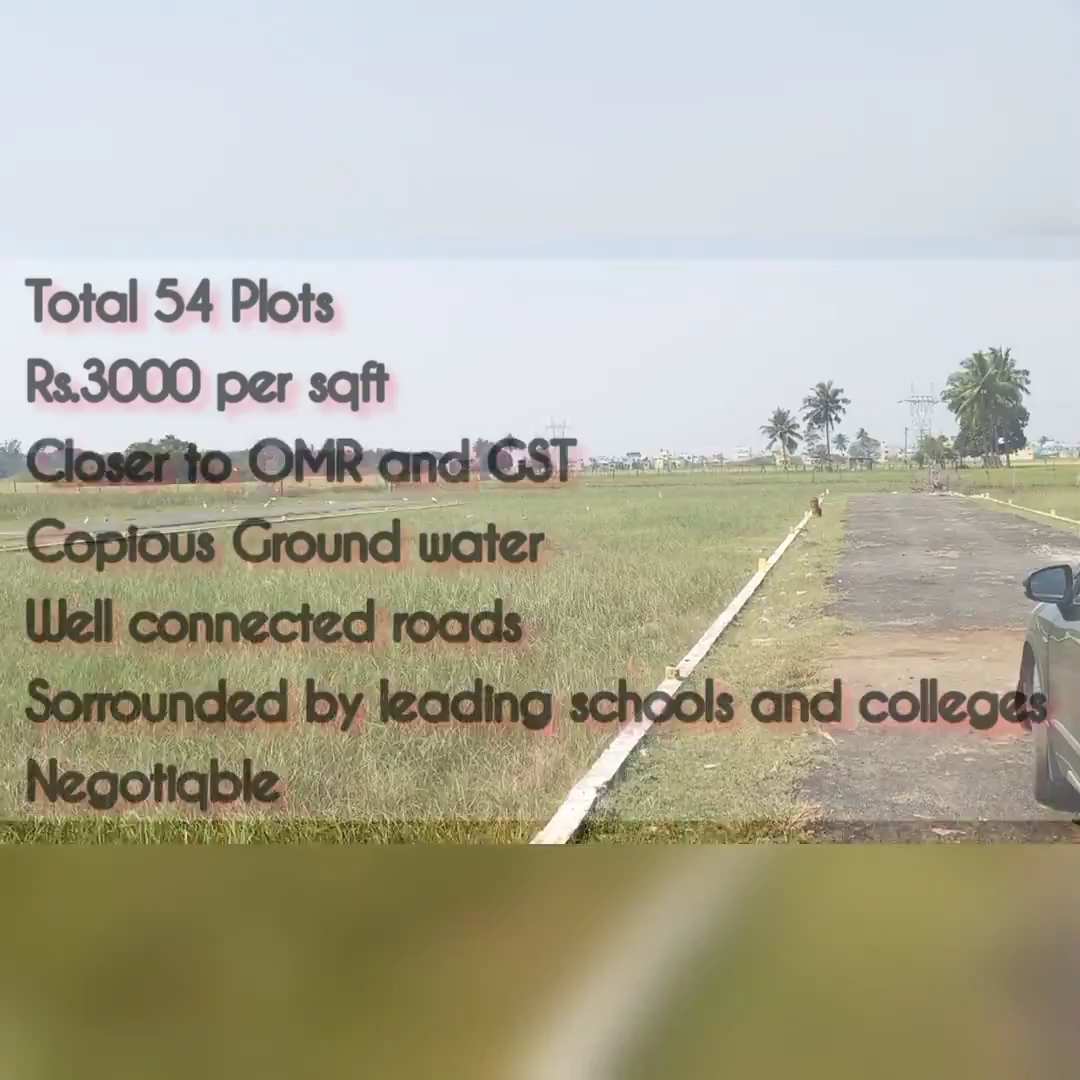 Total 54 Plots
Rs.3000 per sqft
Closer to OMR and GST
Copious Ground water
Well connected roads
Sorrounded by leading schools and colleges
Negotiqble